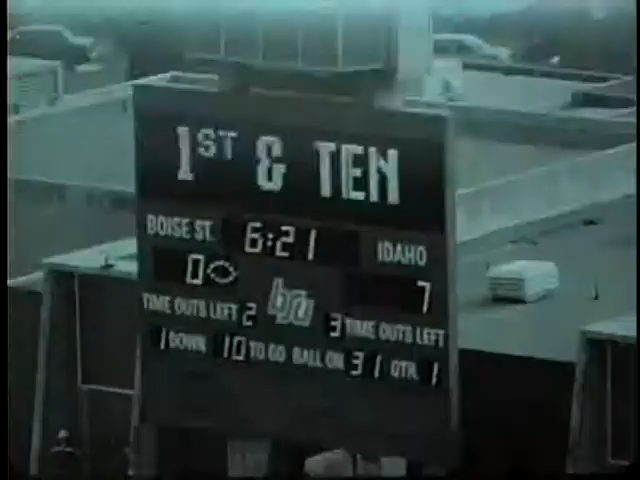 1ST & TEN
BOISE ST. 6:21 IDAHO
0 bsu 7
TIME OUTS LEFT 2 3 TIME OUTS LEFT
1 DOWN 10 TO GO BALL ON 31 QTR 1